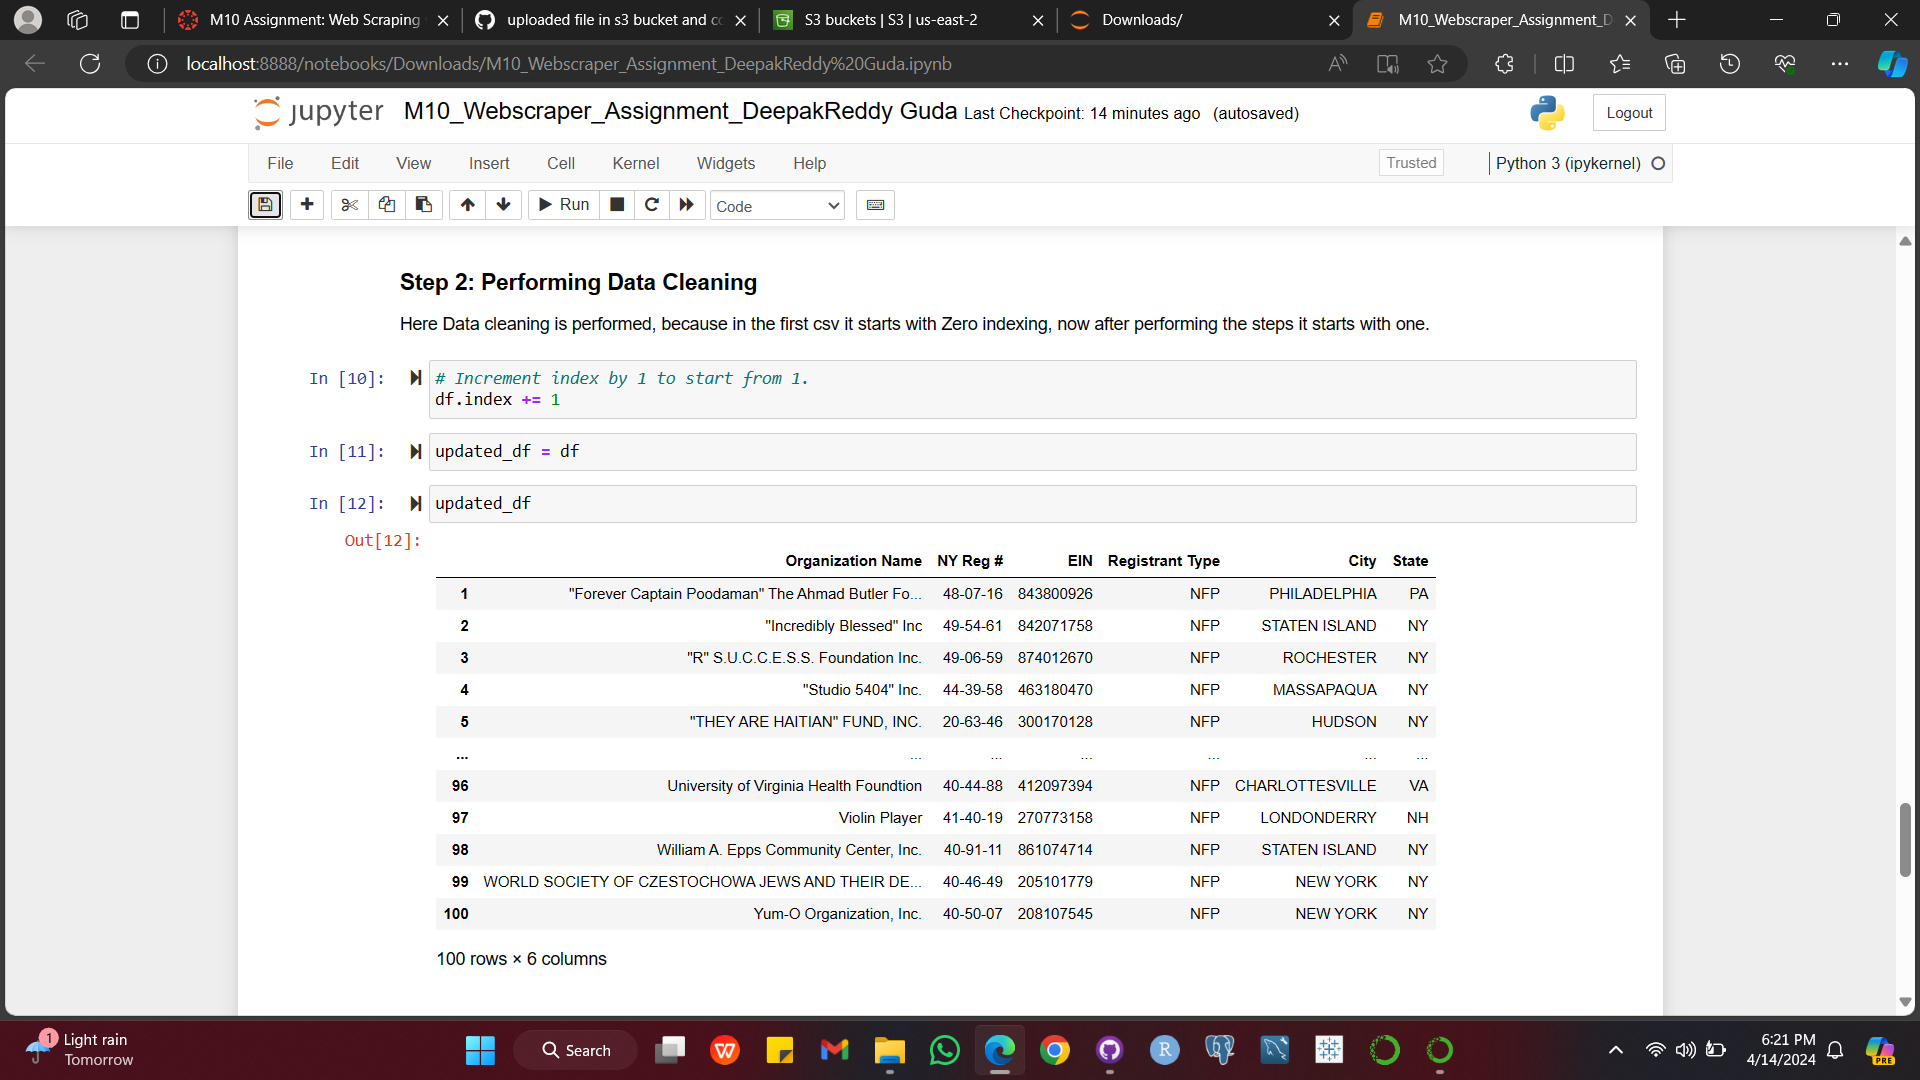 M10 Assignment: Web Scraping
uploaded file in s3 bucket and co
S3 buckets | S3 | us-east-2
Downloads/
M10_Webscraper_Assignment_D
localhost:8888/notebooks/Downloads/M10_Webscraper_Assignment_DeepakReddy%20Guda.ipynb
jupyter M10_Webscraper_Assignment_DeepakReddy Guda Last Checkpoint: 14 minutes ago (autosaved)
Logout
File Edit View Insert Cell Kernel Widgets Help
Trusted
Python 3 (ipykernel)
Run
Code
Step 2: Performing Data Cleaning
Here Data cleaning is performed, because in the first csv it starts with Zero indexing, now after performing the steps it starts with one.
In [10]: # Increment index by 1 to start from 1.
df.index += 1
In [11]: updated_df = df
In [12]: updated_df
Out[12]:
Organization Name NY Reg # EIN Registrant Type City State
1 "Forever Captain Poodaman" The Ahmad Butler Fo... 48-07-16 843800926 NFP PHILADELPHIA PA
2 "Incredibly Blessed" Inc 49-54-61 842071758 NFP STATEN ISLAND NY
3 "R" S.U.C.C.E.S.S. Foundation Inc. 49-06-59 874012670 NFP ROCHESTER NY
4 "Studio 5404" Inc. 44-39-58 463180470 NFP MASSAPAQUA NY
5 "THEY ARE HAITIAN" FUND, INC. 20-63-46 300170128 NFP HUDSON NY
... ... ... ... ... ... ...
96 University of Virginia Health Foundtion 40-44-88 412097394 NFP CHARLOTTESVILLE VA
97 Violin Player 41-40-19 270773158 NFP LONDONDERRY NH
98 William A. Epps Community Center, Inc. 40-91-11 861074714 NFP STATEN ISLAND NY
99 WORLD SOCIETY OF CZESTOCHOWA JEWS AND THEIR DE... 40-46-49 205101779 NFP NEW YORK NY
100 Yum-O Organization, Inc. 40-50-07 208107545 NFP NEW YORK NY
100 rows × 6 columns
1
Light rain
Tomorrow
Search
R
PRE
6:21 PM
4/14/2024